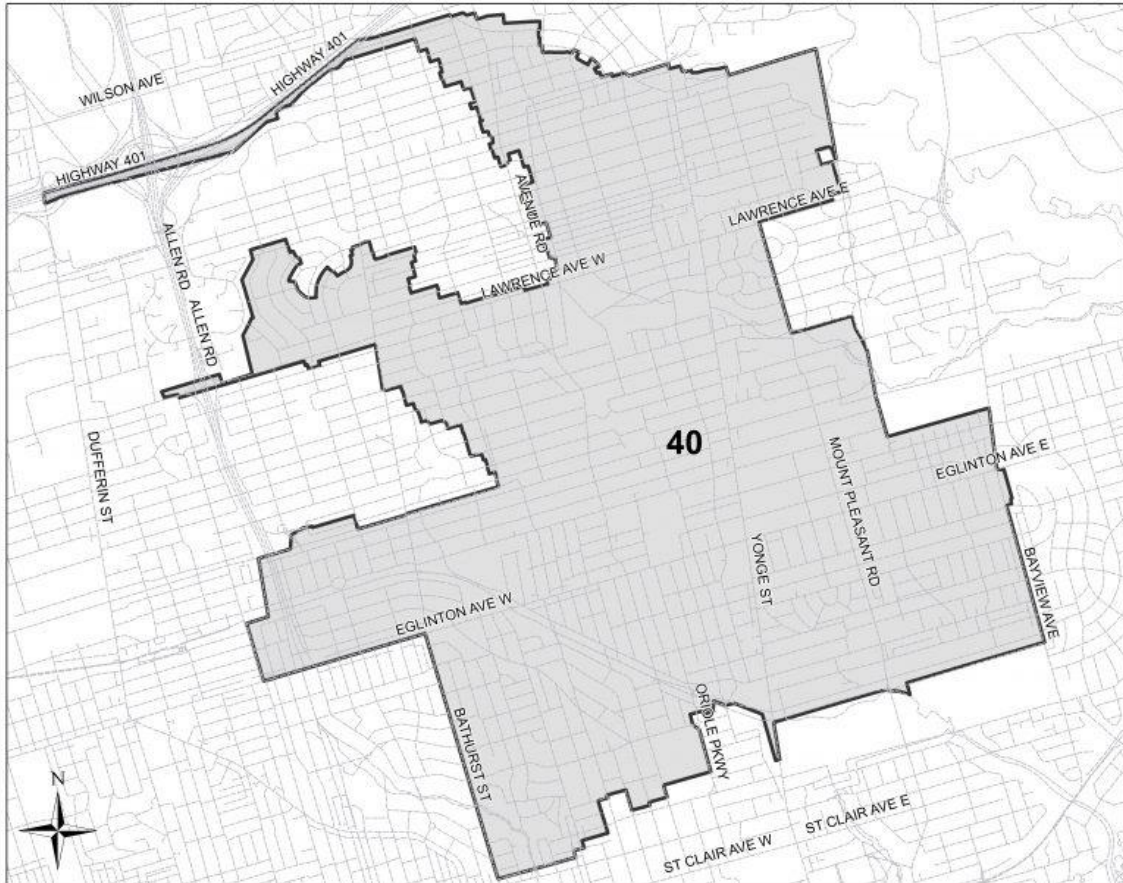 HIGHWAY 401
WILSON AVE
HIGHWAY 401
AVENUE RD
LAWRENCE AVE E
ALLEN RD
LAWRENCE AVE W
ALLEN RD
40
DUFFERIN ST
MOUNT PLEASANT RD
EGLINTON AVE E
YONGE ST
BAYVIEW AVE
EGLINTON AVE W
ORIOLE PKWY
BATHURST ST
N
ST CLAIR AVE E
ST CLAIR AVE W